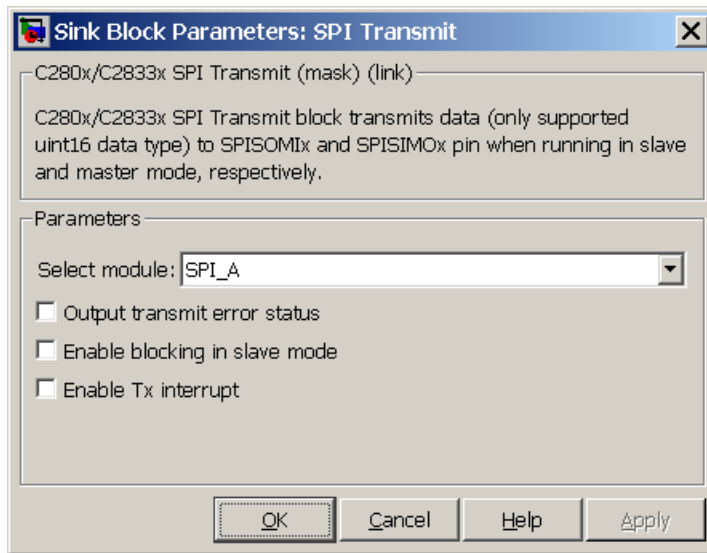 Sink Block Parameters: SPI Transmit
C280x/C2833x SPI Transmit (mask) (link)
C280x/C2833x SPI Transmit block transmits data (only supported
uint16 data type) to SPISOMIx and SPISIMOx pin when running in slave
and master mode, respectively.
Parameters
Select module: SPI_A
Output transmit error status
Enable blocking in slave mode
Enable Tx interrupt
OK Cancel Help Apply